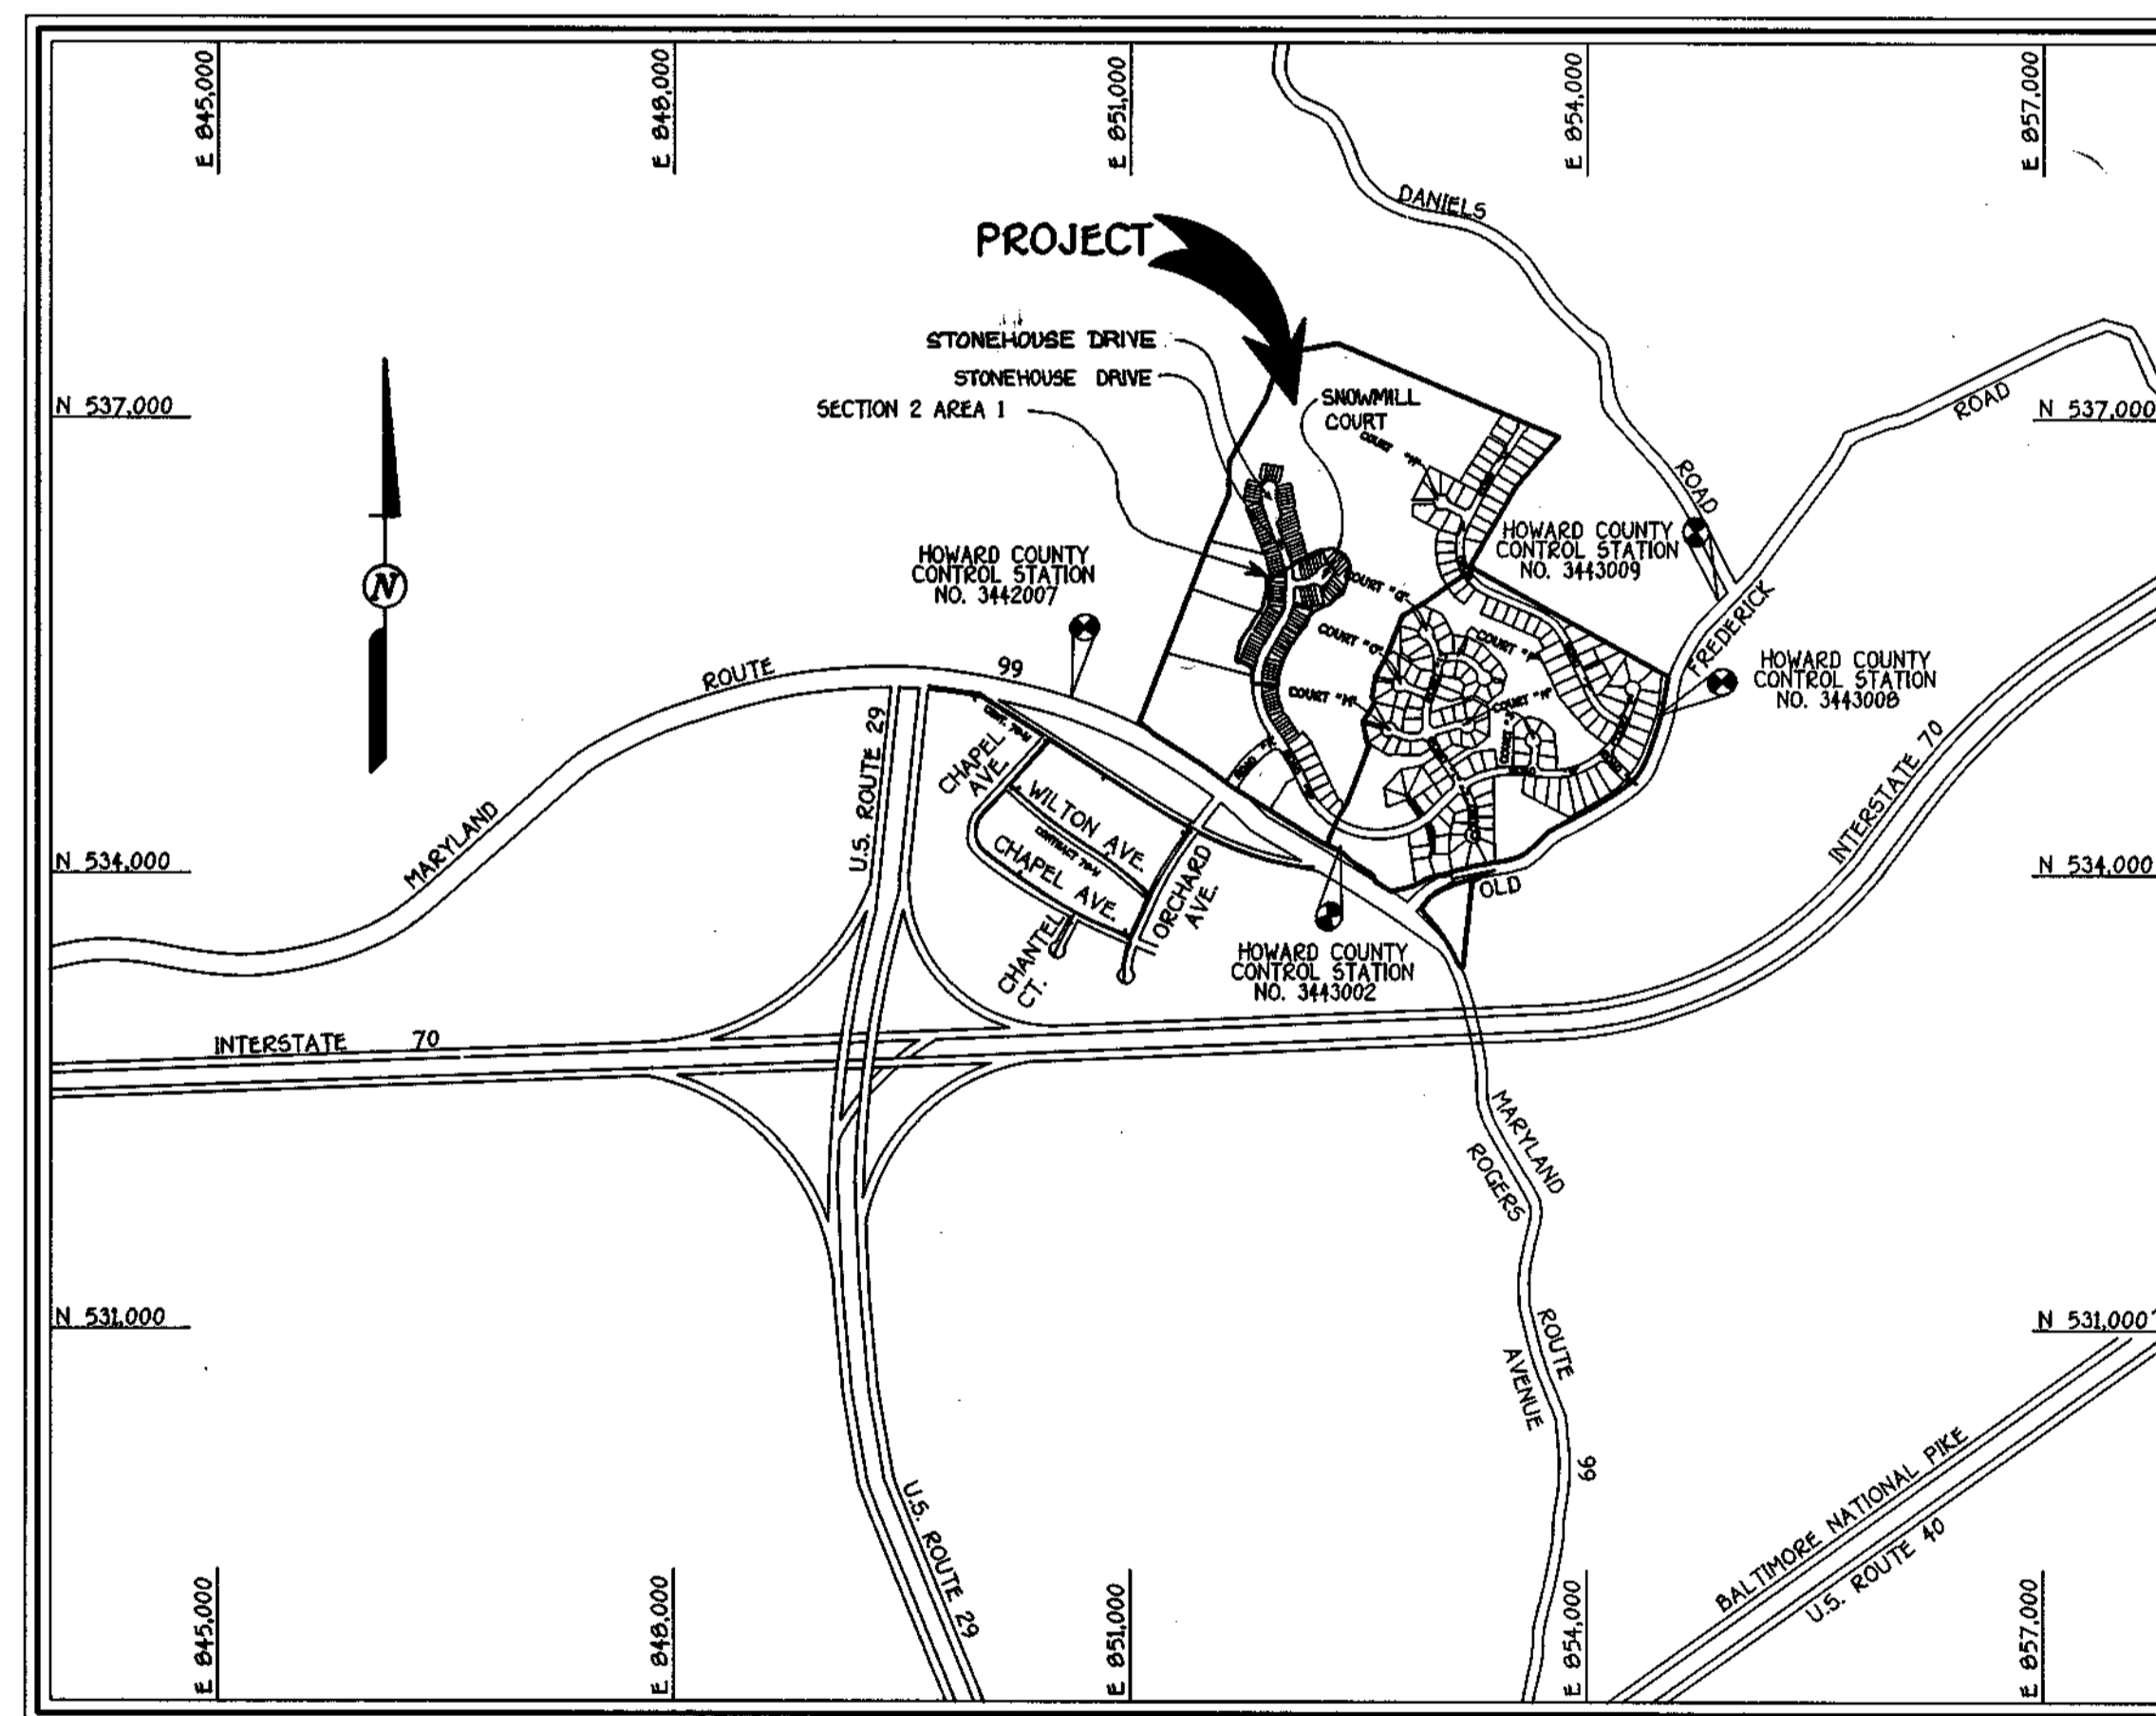 E 845,000
E 848,000
E 851,000
E 854,000
E 857,000
DANIELS
PROJECT
STONEHOUSE DRIVE
STONEHOUSE DRIVE
SECTION 2 AREA 1
SNOWMILL
COURT
N 537,000
N 537,000
ROAD
ROAD
HOWARD COUNTY
CONTROL STATION
NO. 3443009
HOWARD COUNTY
CONTROL STATION
NO. 3442007
N
FREDERICK
HOWARD COUNTY
CONTROL STATION
NO. 3443008
COURT
COURT
COURT
COURT
COURT
ROUTE
99
U.S. ROUTE 29
CHAPEL
AVE.
WILTON AVE.
CHAPEL AVE.
ORCHARD
AVE.
CHANTEL
CT.
MARYLAND
INTERSTATE 70
N 534,000
N 534,000
OLD
HOWARD COUNTY
CONTROL STATION
NO. 3443002
INTERSTATE 70
MARYLAND
ROGERS
N 531,000
N 531,000
ROUTE
AVENUE
99
BALTIMORE NATIONAL PIKE
U.S. ROUTE 40
U.S. ROUTE 29
E 845,000
E 848,000
E 851,000
E 854,000
E 857,000